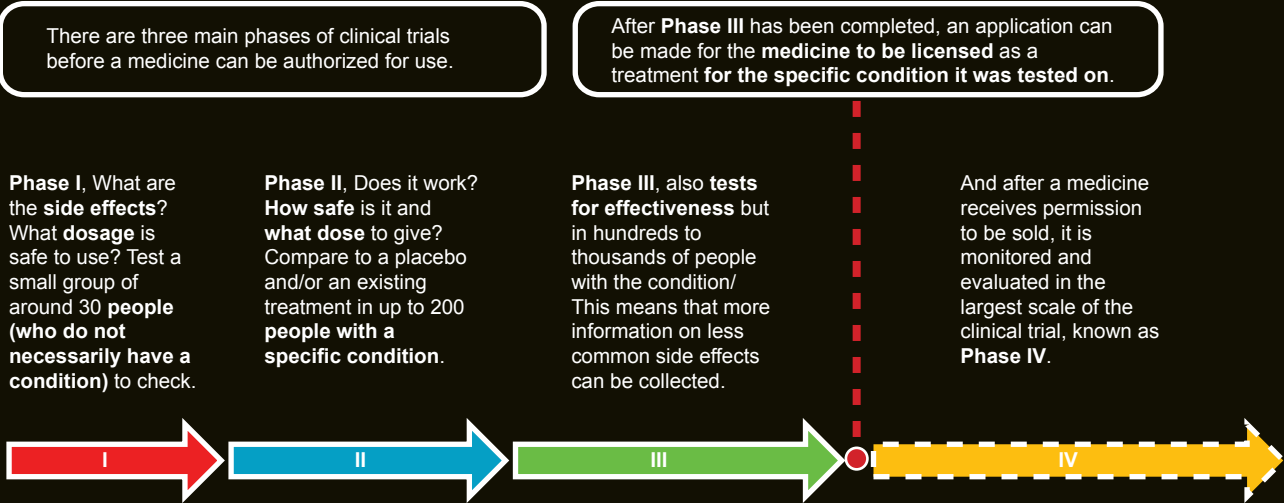 There are three main phases of clinical trials
before a medicine can be authorized for use.
After Phase III has been completed, an application can
be made for the medicine to be licensed as a
treatment for the specific condition it was tested on.
Phase I, What are
the side effects?
What dosage is
safe to use? Test a
small group of
around 30 people
(who do not
necessarily have a
condition) to check.
Phase II, Does it work?
How safe is it and
what dose to give?
Compare to a placebo
and/or an existing
treatment in up to 200
people with a
specific condition.
Phase III, also tests
for effectiveness but
in hundreds to
thousands of people
with the condition/
This means that more
information on less
common side effects
can be collected.
And after a medicine
receives permission
to be sold, it is
monitored and
evaluated in the
largest scale of the
clinical trial, known as
Phase IV.
I
II
III
IV